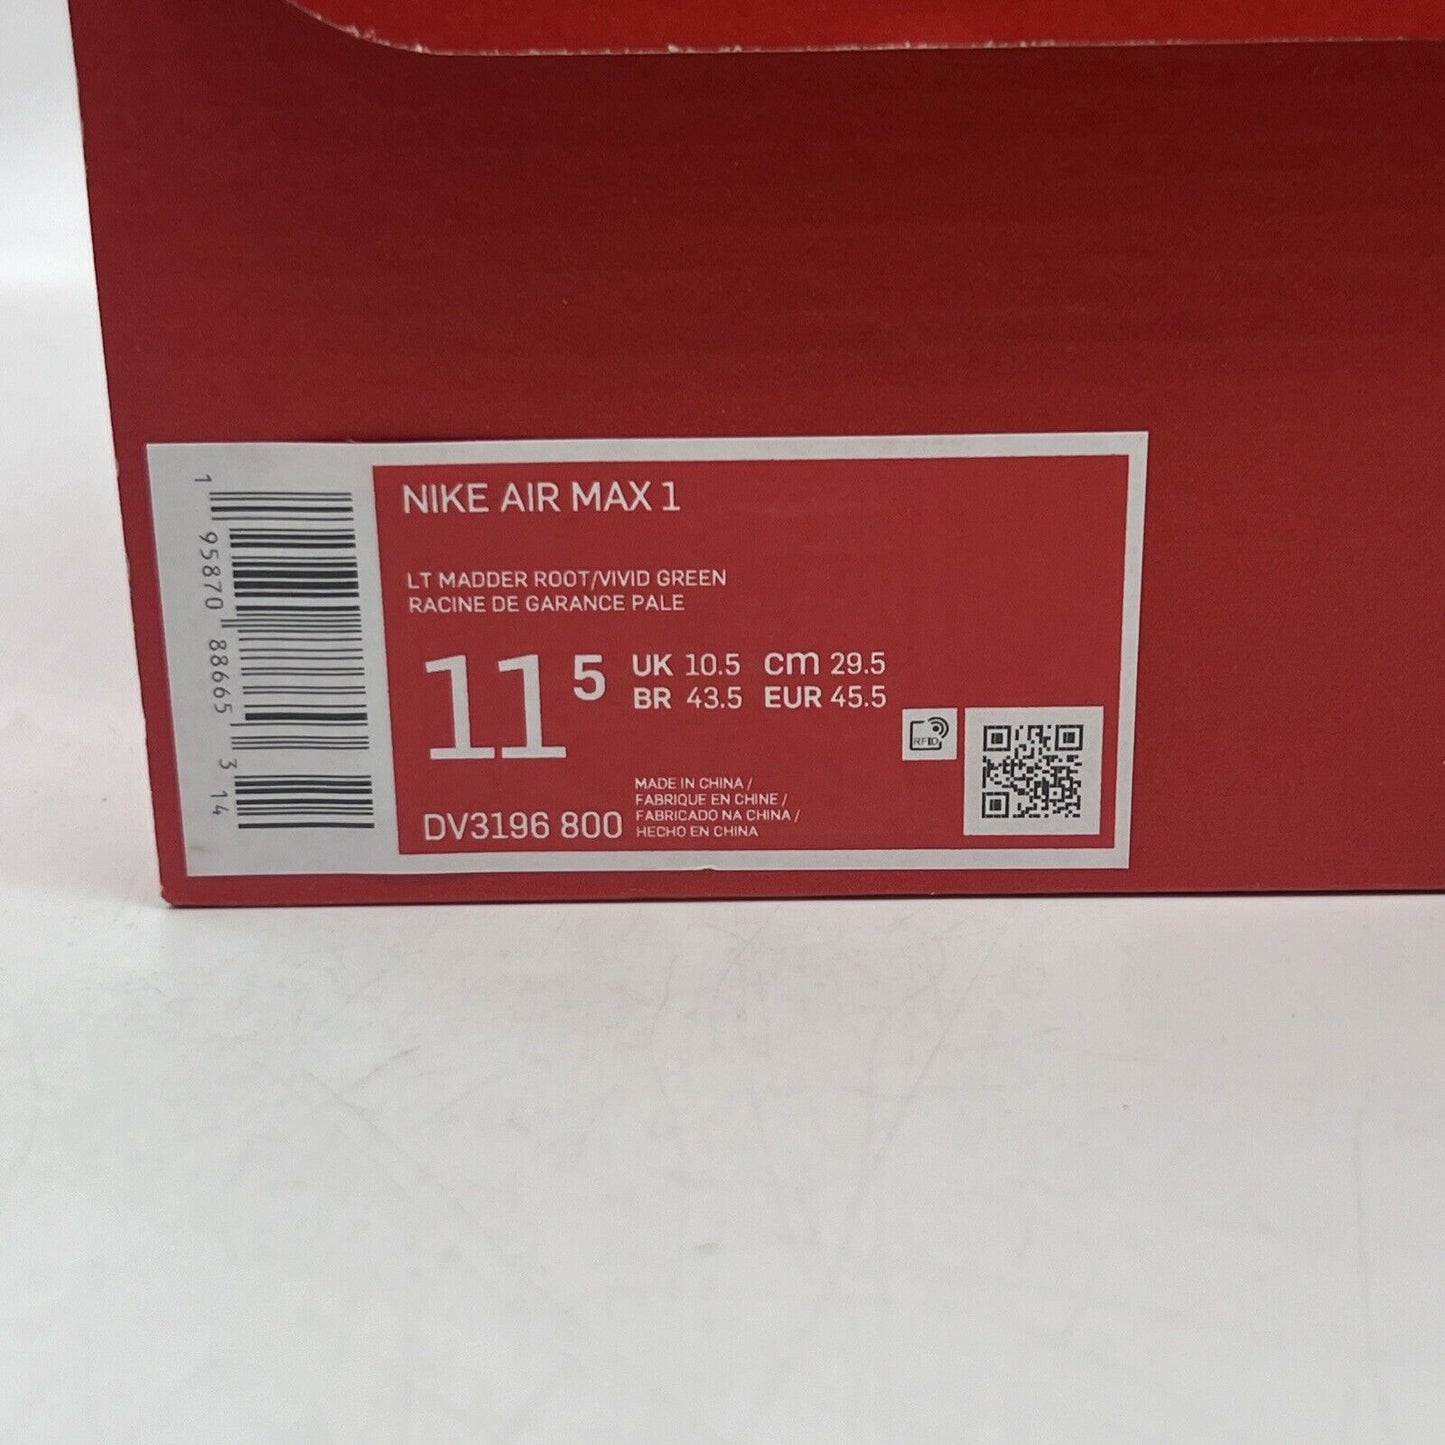 NIKE AIR MAX 1
LT MADDER ROOT/VIVID GREEN
RACINE DE GARANCE PALE
11 5
UK 10.5 cm 29.5
BR 43.5 EUR 45.5
RFID
DV3196 800
MADE IN CHINA /
FABRIQUE EN CHINE /
FABRICADO NA CHINA /
HECHO EN CHINA
1 95870 88665 3 14